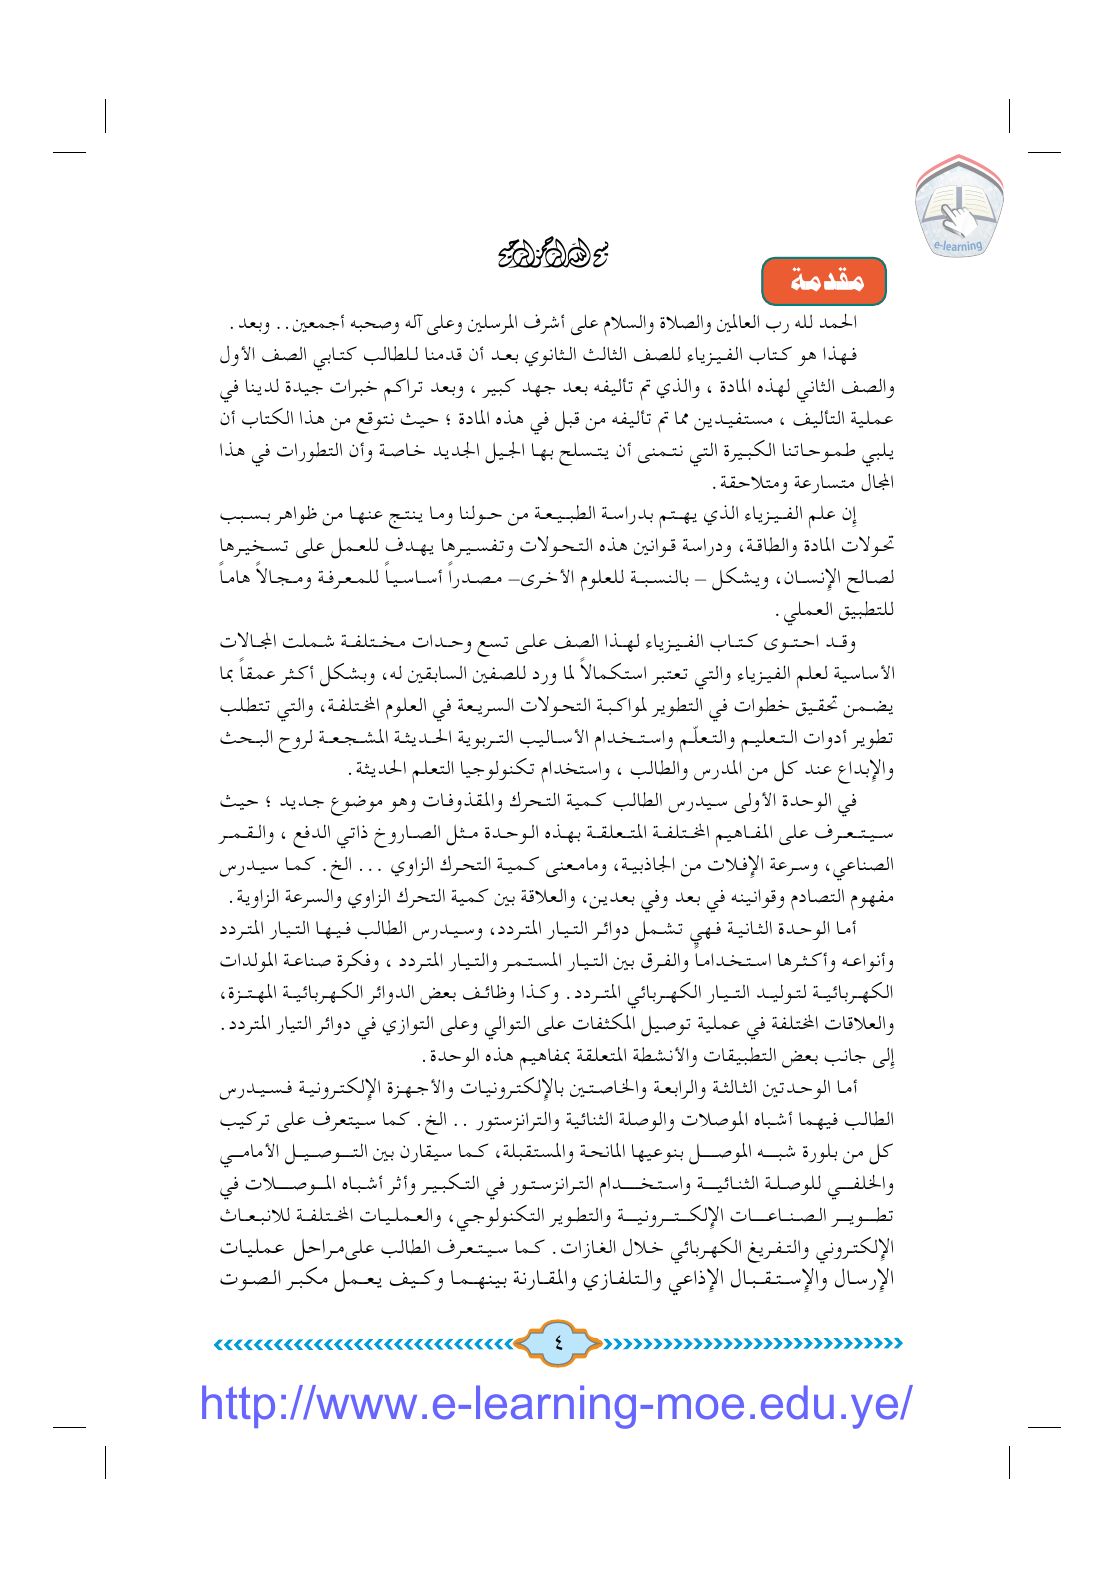 e-learning
بسم الله الرحمن الرحيم
مقدمة
الحمد لله رب العالمين والصلاة والسلام على أشرف المرسلين وعلى آله وصحبه أجمعين.. وبعد.
فهذا هو كتاب الفيزياء للصف الثالث الثانوي بعد أن قدمنا للطالب كتابي الصف الأول
والصف الثاني لهذه المادة ، والذي تم تأليفه بعد جهد كبير ، وبعد تراكم خبرات جيدة لدينا في
عملية التأليف ، مستفيدين مما تم تأليفه من قبل في هذه المادة ؛ حيث نتوقع من هذا الكتاب أن
يلبي طموحاتنا الكبيرة التي نتمنى أن يتسلح بها الجيل الجديد خاصة وأن التطورات في هذا
المجال متسارعة ومتلاحقة.
إن علم الفيزياء الذي يهتم بدراسة الطبيعة من حولنا وما ينتج عنها من ظواهر بسبب
تحولات المادة والطاقة، ودراسة قوانين هذه التحولات وتفسيرها يهدف للعمل على تسخيرها
لصالح الإنسان، ويشكل – بالنسبة للعلوم الأخرى– مصدراً أساسياً للمعرفة ومجالاً هاماً
للتطبيق العملي.
وقد احتوى كتاب الفيزياء لهذا الصف على تسع وحدات مختلفة شملت المجالات
الأساسية لعلم الفيزياء والتي تعتبر استكمالاً لما ورد للصفين السابقين له، وبشكل أكثر عمقاً بما
يضمن تحقيق خطوات في التطوير لمواكبة التحولات السريعة في العلوم المختلفة، والتي تتطلب
تطوير أدوات التعليم والتعلّم واستخدام الأساليب التربوية الحديثة المشجعة لروح البحث
والإبداع عند كل من المدرس والطالب ، واستخدام تكنولوجيا التعلم الحديثة.
في الوحدة الأولى سيدرس الطالب كمية التحرك والمقذوفات وهو موضوع جديد ؛ حيث
سيتعرف على المفاهيم المختلفة المتعلقة بهذه الوحدة مثل الصاروخ ذاتي الدفع ، والقمر
الصناعي، وسرعة الإفلات من الجاذبية، ومامعنى كمية التحرك الزاوي ... الخ. كما سيدرس
مفهوم التصادم وقوانينه في بعد وفي بعدين، والعلاقة بين كمية التحرك الزاوي والسرعة الزاوية.
أما الوحدة الثانية فهي تشمل دوائر التيار المتردد، وسيدرس الطالب فيها التيار المتردد
وأنواعه وأكثرها استخداماً والفرق بين التيار المستمر والتيار المتردد ، وفكرة صناعة المولدات
الكهربائية لتوليد التيار الكهربائي المتردد. وكذا وظائف بعض الدوائر الكهربائية المهتزة،
والعلاقات المختلفة في عملية توصيل المكثفات على التوالي وعلى التوازي في دوائر التيار المتردد.
إلى جانب بعض التطبيقات والأنشطة المتعلقة بمفاهيم هذه الوحدة.
أما الوحدتين الثالثة والرابعة والخاصتين بالإلكترونيات والأجهزة الإلكترونية فسيدرس
الطالب فيهما أشباه الموصلات والوصلة الثنائية والترانزستور .. الخ. كما سيتعرف على تركيب
كل من بلورة شبه الموصل بنوعيها المانحة والمستقبلة، كما سيقارن بين التوصيل الأمامي
والخلفي للوصلة الثنائية واستخدام الترانزستور في التكبير وأثر أشباه الموصلات في
تطوير الصناعات الإلكترونية والتطوير التكنولوجي، والعمليات المختلفة للانبعاث
الإلكتروني والتفريغ الكهربائي خلال الغازات. كما سيتعرف الطالب على مراحل عمليات
الإرسال والإستقبال الإذاعي والتلفازي والمقارنة بينهما وكيف يعمل مكبر الصوت
٤
http://www.e-learning-moe.edu.ye/